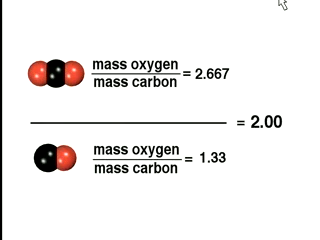 mass oxygen
mass carbon = 2.667
= 2.00
mass oxygen
mass carbon = 1.33